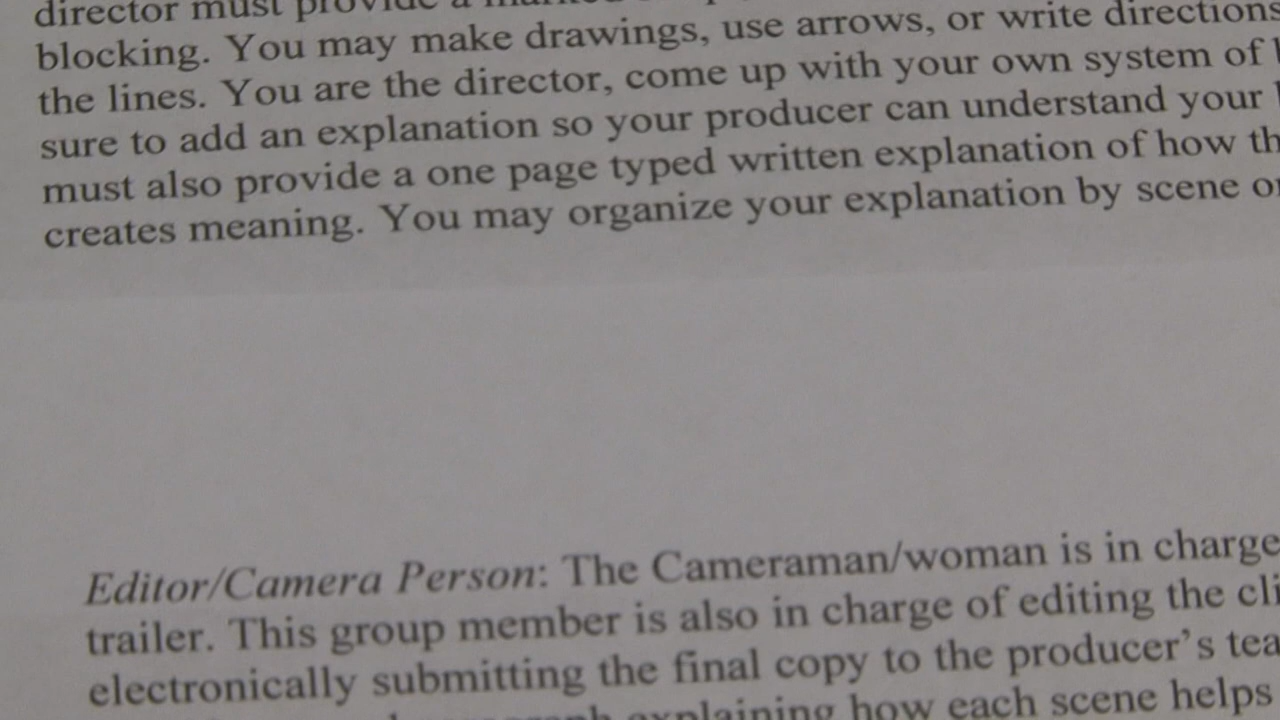 director must provide a
blocking. You may make drawings, use arrows, or write directions
the lines. You are the director, come up with your own system of
sure to add an explanation so your producer can understand your
must also provide a one page typed written explanation of how th
creates meaning. You may organize your explanation by scene or
Editor/Camera Person: The Cameraman/woman is in charge
trailer. This group member is also in charge of editing the cli
electronically submitting the final copy to the producer's tea
explaining how each scene helps